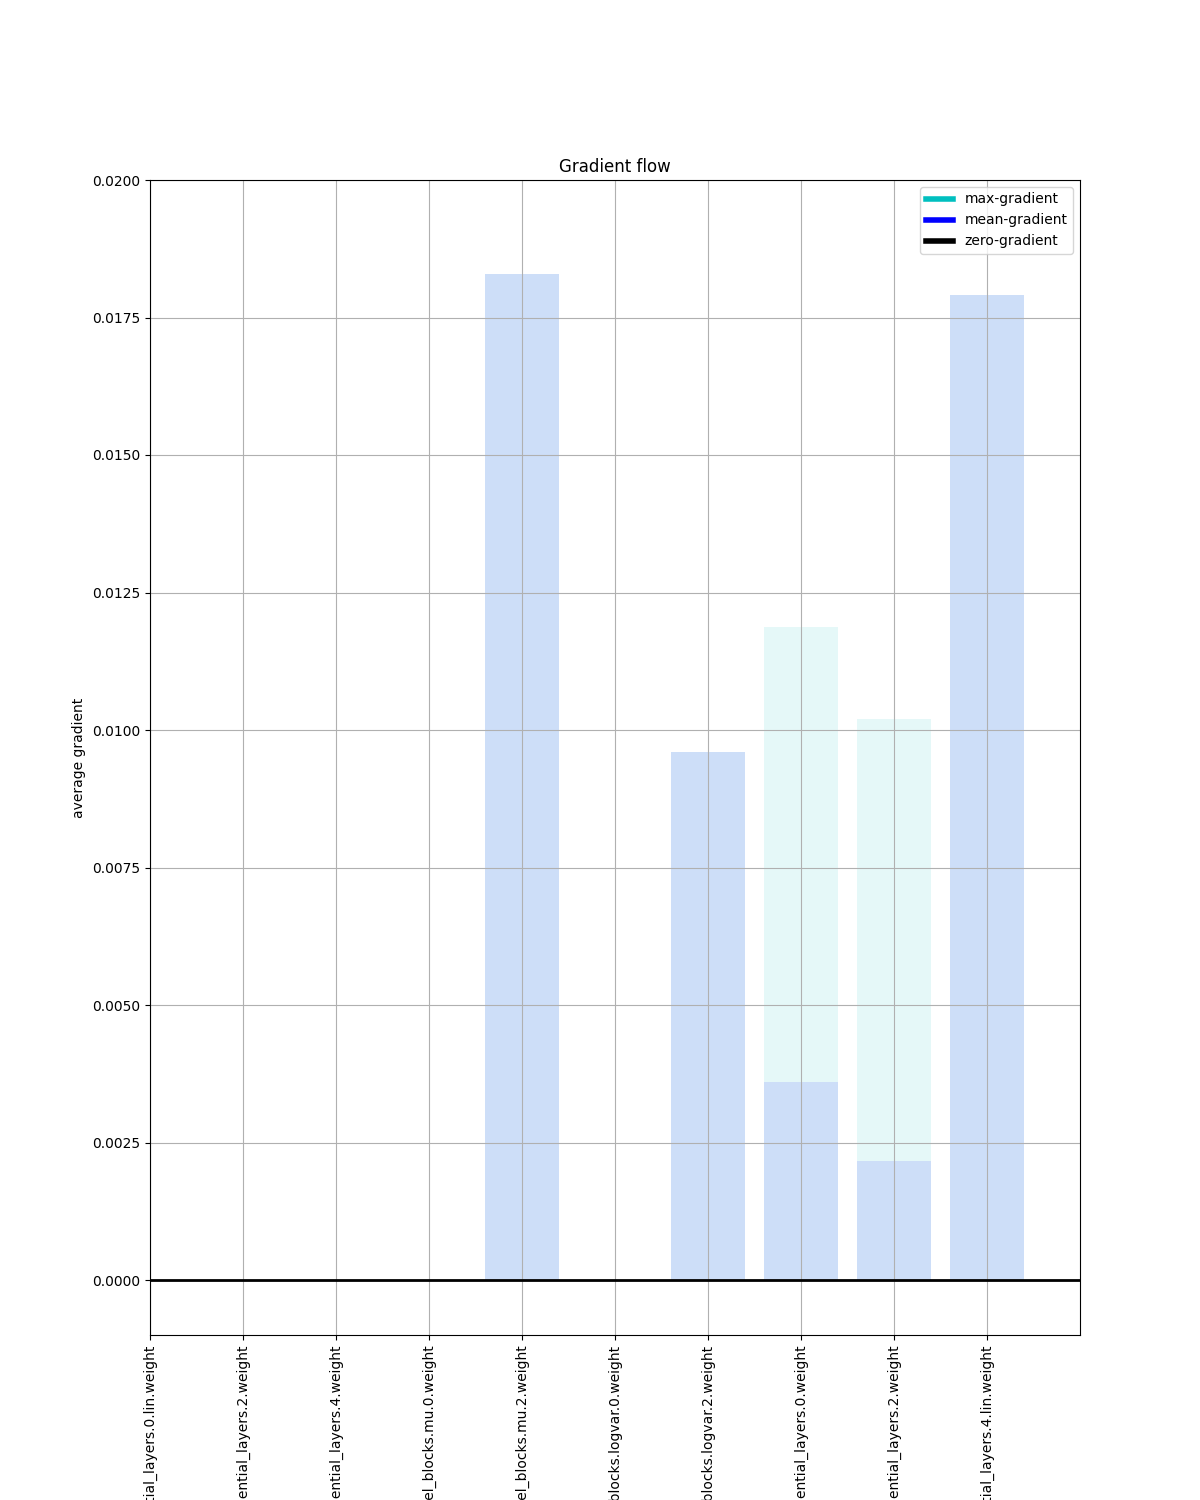 Gradient flow
max-gradient
mean-gradient
zero-gradient
0.0200
0.0175
0.0150
0.0125
0.0100
0.0075
0.0050
0.0025
0.0000
average gradient
tial_layers.0.lin.weight
ential_layers.2.weight
ential_layers.4.weight
el_blocks.mu.0.weight
el_blocks.mu.2.weight
blocks.logvar.0.weight
blocks.logvar.2.weight
ential_layers.0.weight
ential_layers.2.weight
tial_layers.4.lin.weight